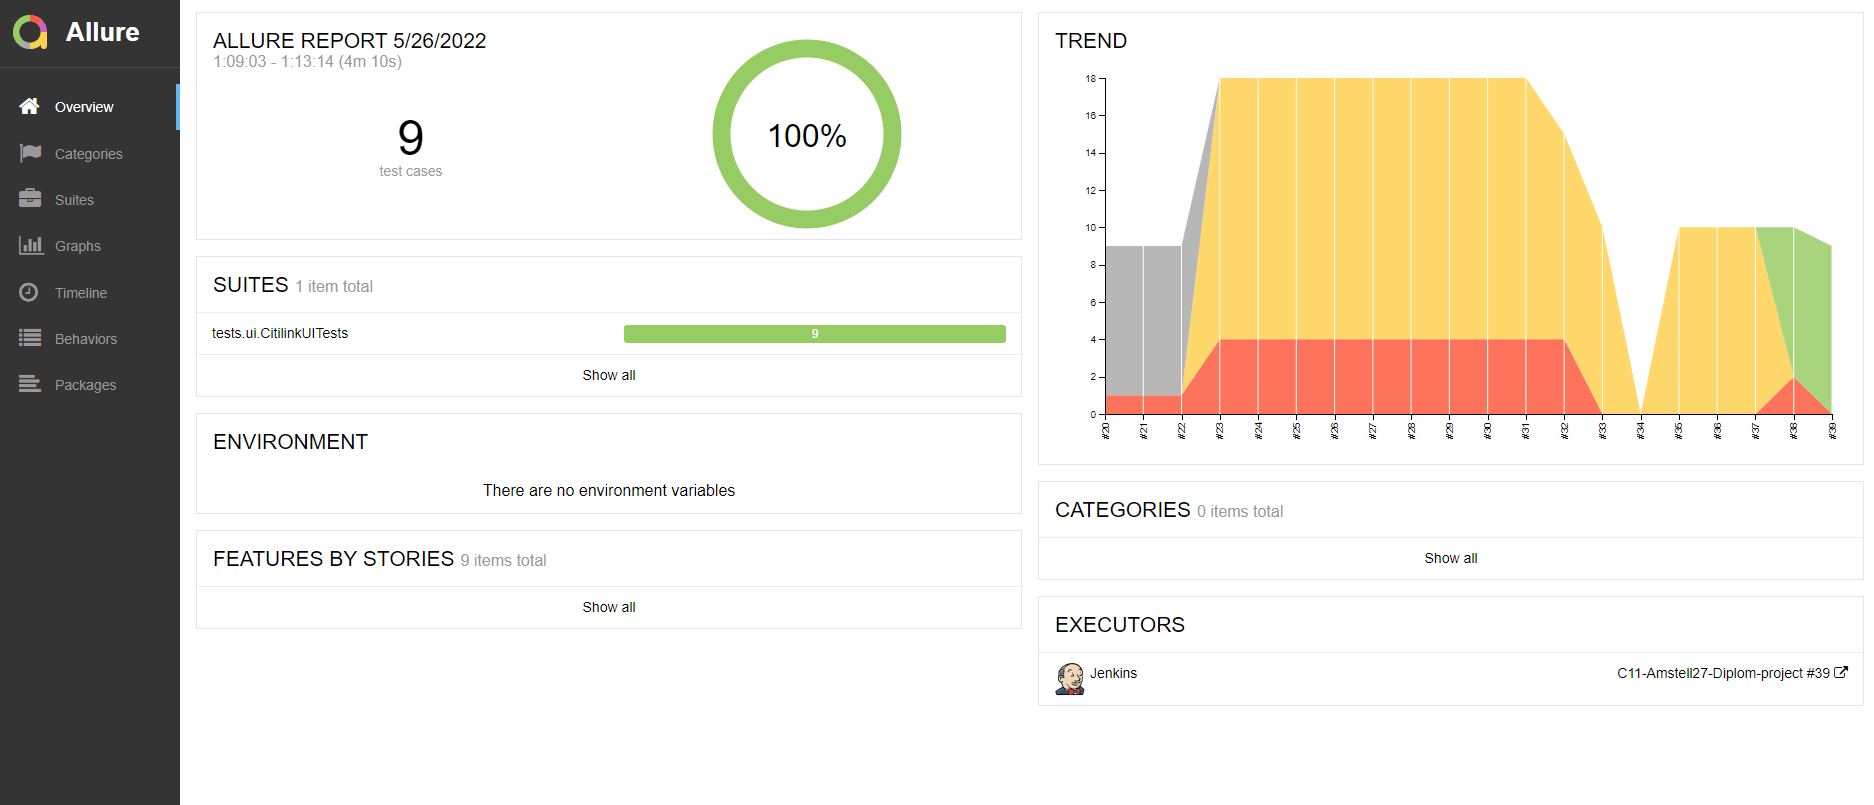 Allure
Overview
Categories
Suites
Graphs
Timeline
Behaviors
Packages
ALLURE REPORT 5/26/2022
1:09:03 - 1:13:14 (4m 10s)
9
test cases
100%
SUITES 1 item total
tests.ui.CitilinkUITests 9
Show all
ENVIRONMENT
There are no environment variables
FEATURES BY STORIES 9 items total
Show all
TREND
18
16
14
12
10
8
6
4
2
0
#20 #21 #22 #23 #24 #25 #26 #27 #28 #29 #30 #31 #32 #33 #34 #35 #36 #37 #38 #39
CATEGORIES 0 items total
Show all
EXECUTORS
Jenkins C11-Amstell27-Diplom-project #39